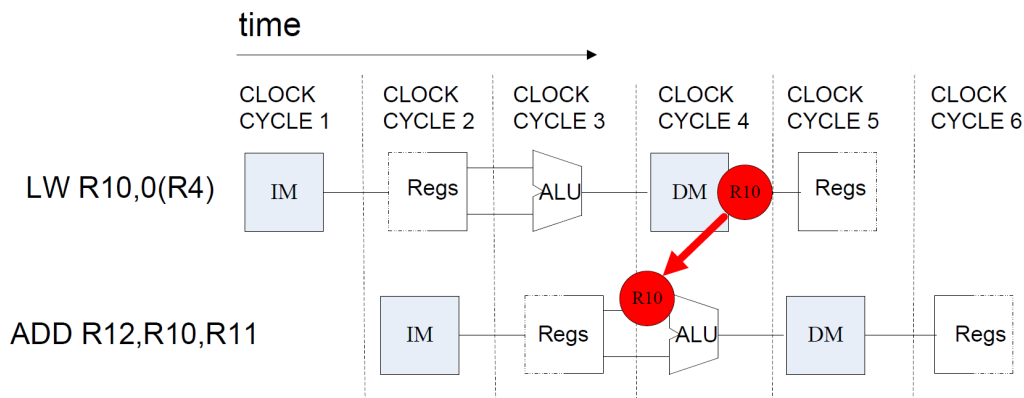 time
CLOCK CYCLE 1
CLOCK CYCLE 2
CLOCK CYCLE 3
CLOCK CYCLE 4
CLOCK CYCLE 5
CLOCK CYCLE 6
LW R10,0(R4)
IM
Regs
ALU
DM
R10
Regs
ADD R12,R10,R11
IM
Regs
R10
ALU
DM
Regs